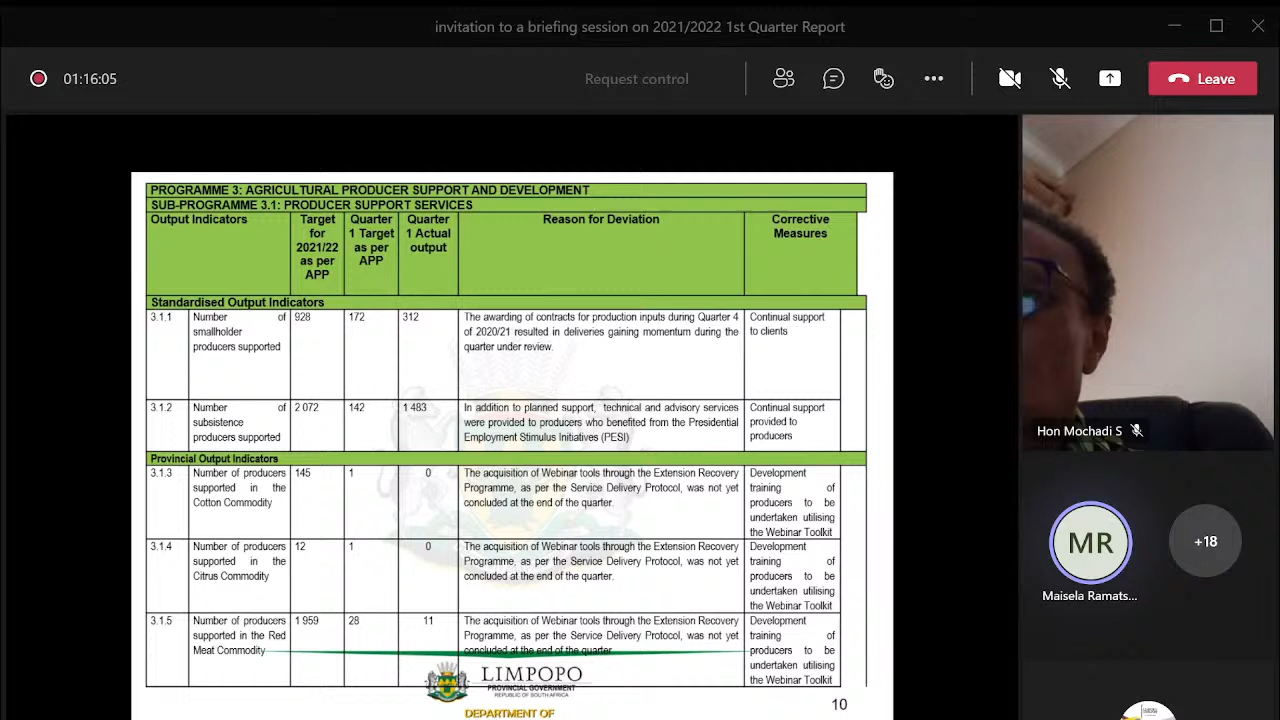 invitation to a briefing session on 2021/2022 1st Quarter Report
01:16:05
Request control
Leave
PROGRAMME 3: AGRICULTURAL PRODUCER SUPPORT AND DEVELOPMENT
SUB-PROGRAMME 3.1: PRODUCER SUPPORT SERVICES
Output Indicators
Target
for
2021/22
as per
APP
Quarter
1 Target
as per
APP
Quarter
1 Actual
output
Reason for Deviation
Corrective
Measures
Standardised Output Indicators
3.1.1
Number of
smallholder
producers supported
928
172
312
The awarding of contracts for production inputs during Quarter 4
of 2020/21 resulted in deliveries gaining momentum during the
quarter under review.
Continual support
to clients
3.1.2
Number of
subsistence
producers supported
2 072
142
1 483
In addition to planned support, technical and advisory services
were provided to producers who benefited from the Presidential
Employment Stimulus Initiatives (PESI)
Continual support
provided to
producers
Provincial Output Indicators
3.1.3
Number of producers
supported in the
Cotton Commodity
145
1
0
The acquisition of Webinar tools through the Extension Recovery
Programme, as per the Service Delivery Protocol, was not yet
concluded at the end of the quarter.
Development
training of
producers to be
undertaken utilising
the Webinar Toolkit
3.1.4
Number of producers
supported in the
Citrus Commodity
12
1
0
The acquisition of Webinar tools through the Extension Recovery
Programme, as per the Service Delivery Protocol, was not yet
concluded at the end of the quarter.
Development
training of
producers to be
undertaken utilising
the Webinar Toolkit
3.1.5
Number of producers
supported in the Red
Meat Commodity
1 959
28
11
The acquisition of Webinar tools through the Extension Recovery
Programme, as per the Service Delivery Protocol, was not yet
concluded at the end of the quarter.
Development
training of
producers to be
undertaken utilising
the Webinar Toolkit
LIMPOPO
PROVINCIAL GOVERNMENT
REPUBLIC OF SOUTH AFRICA
DEPARTMENT OF
10
Hon Mochadi S
MR
Maisela Ramats...
+18